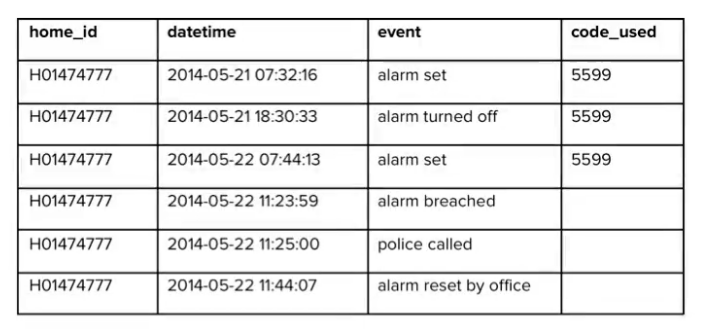 home_id datetime event code_used
H01474777 2014-05-21 07:32:16 alarm set 5599
H01474777 2014-05-21 18:30:33 alarm turned off 5599
H01474777 2014-05-22 07:44:13 alarm set 5599
H01474777 2014-05-22 11:23:59 alarm breached
H01474777 2014-05-22 11:25:00 police called
H01474777 2014-05-22 11:44:07 alarm reset by office